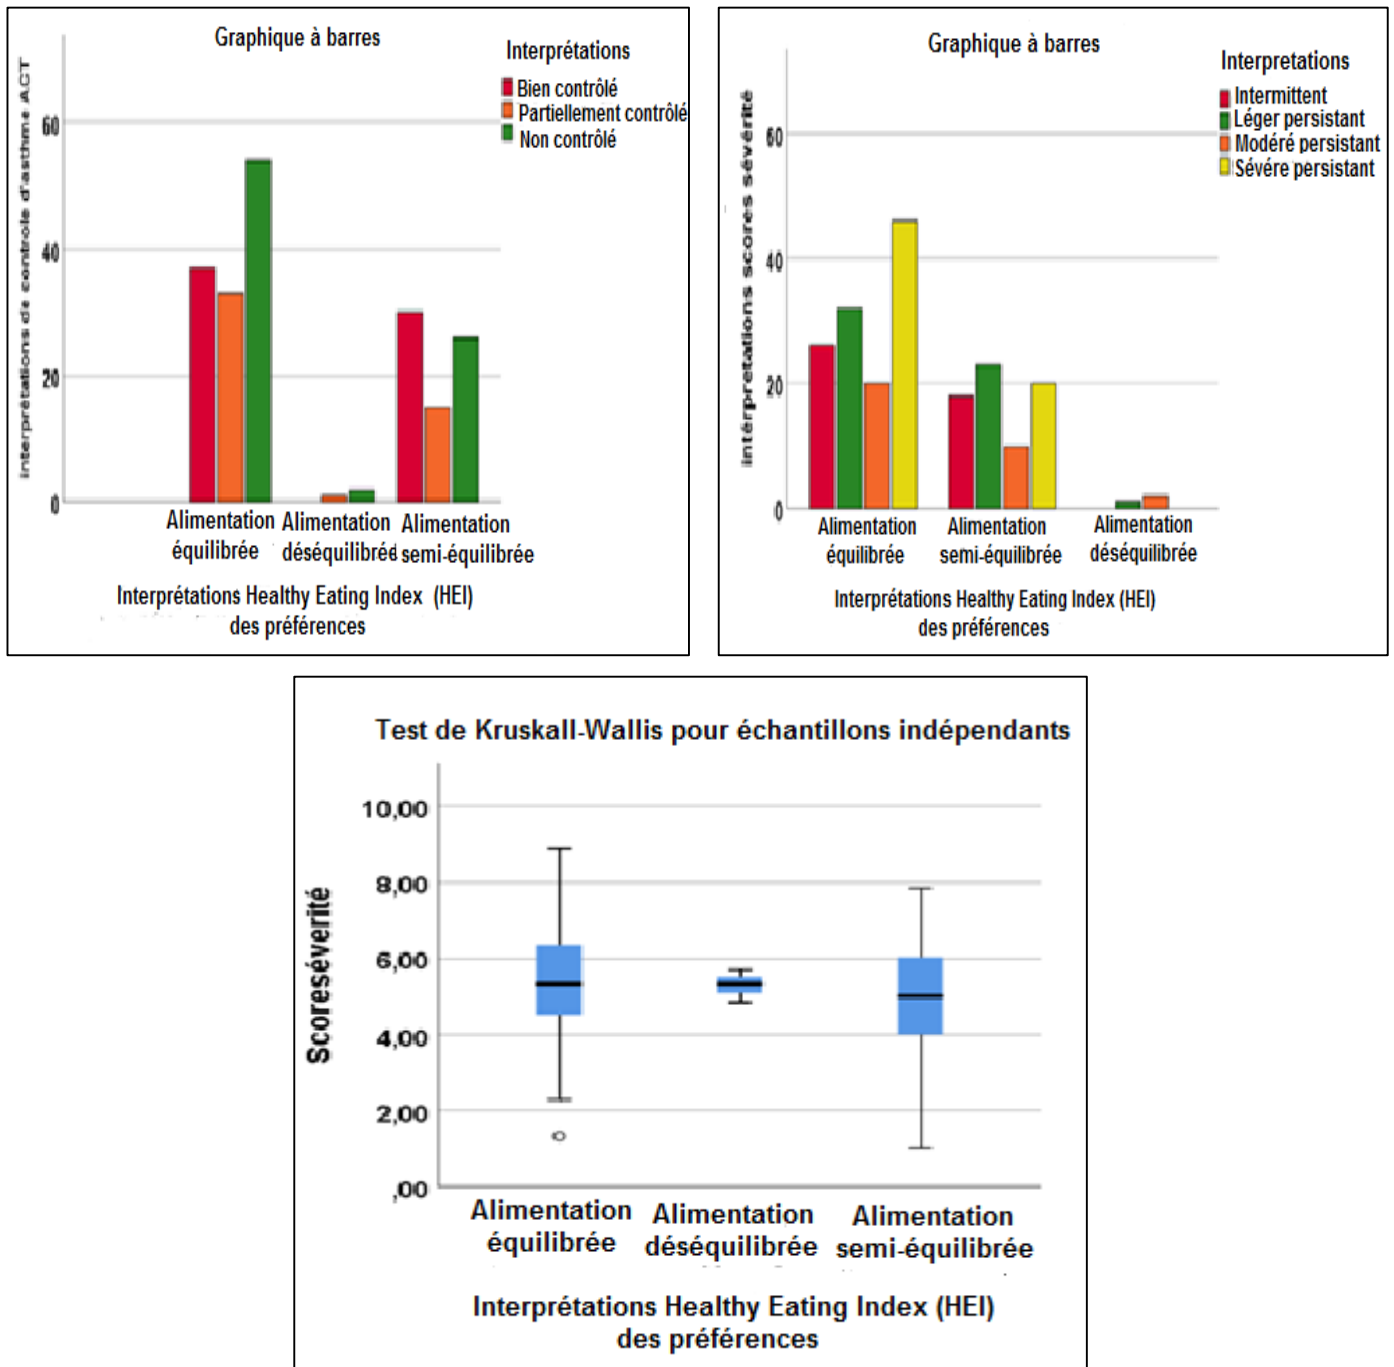 Graphique à barres
Interprétations
Bien contrôlé
Partiellement contrôlé
Non contrôlé
interprétations de controle d'asthme ACT
60
40
20
0
Alimentation équilibrée
Alimentation déséquilibrée
Alimentation semi-équilibrée
Interprétations Healthy Eating Index (HEI)
des préférences
Graphique à barres
Interpretations
Intermittent
Léger persistant
Modéré persistant
Sévére persistant
intérpretations scores sévérité
60
40
20
0
Alimentation équilibrée
Alimentation semi-équilibrée
Alimentation déséquilibrée
Interprétations Healthy Eating Index (HEI)
des préférences
Test de Kruskall-Wallis pour échantillons indépendants
Scoreséverité
10,00
8,00
6,00
4,00
2,00
,00
Alimentation équilibrée
Alimentation déséquilibrée
Alimentation semi-équilibrée
Interprétations Healthy Eating Index (HEI)
des préférences